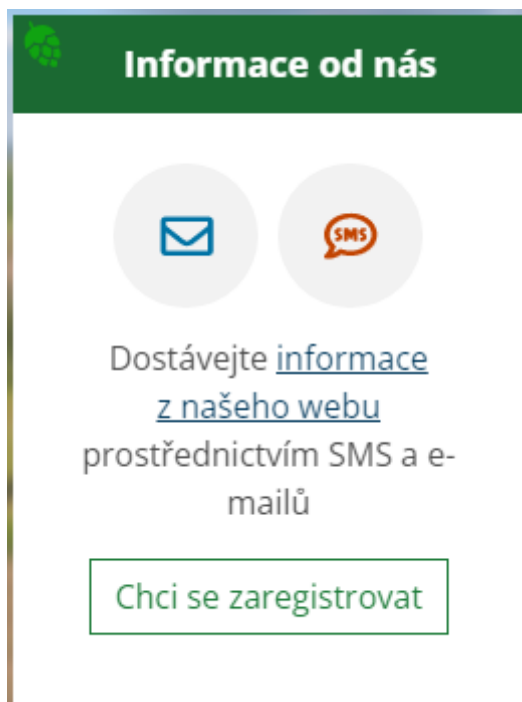 Informace od nás
SMS
Dostávejte informace
z našeho webu
prostřednictvím SMS a e-
mailů
Chci se zaregistrovat